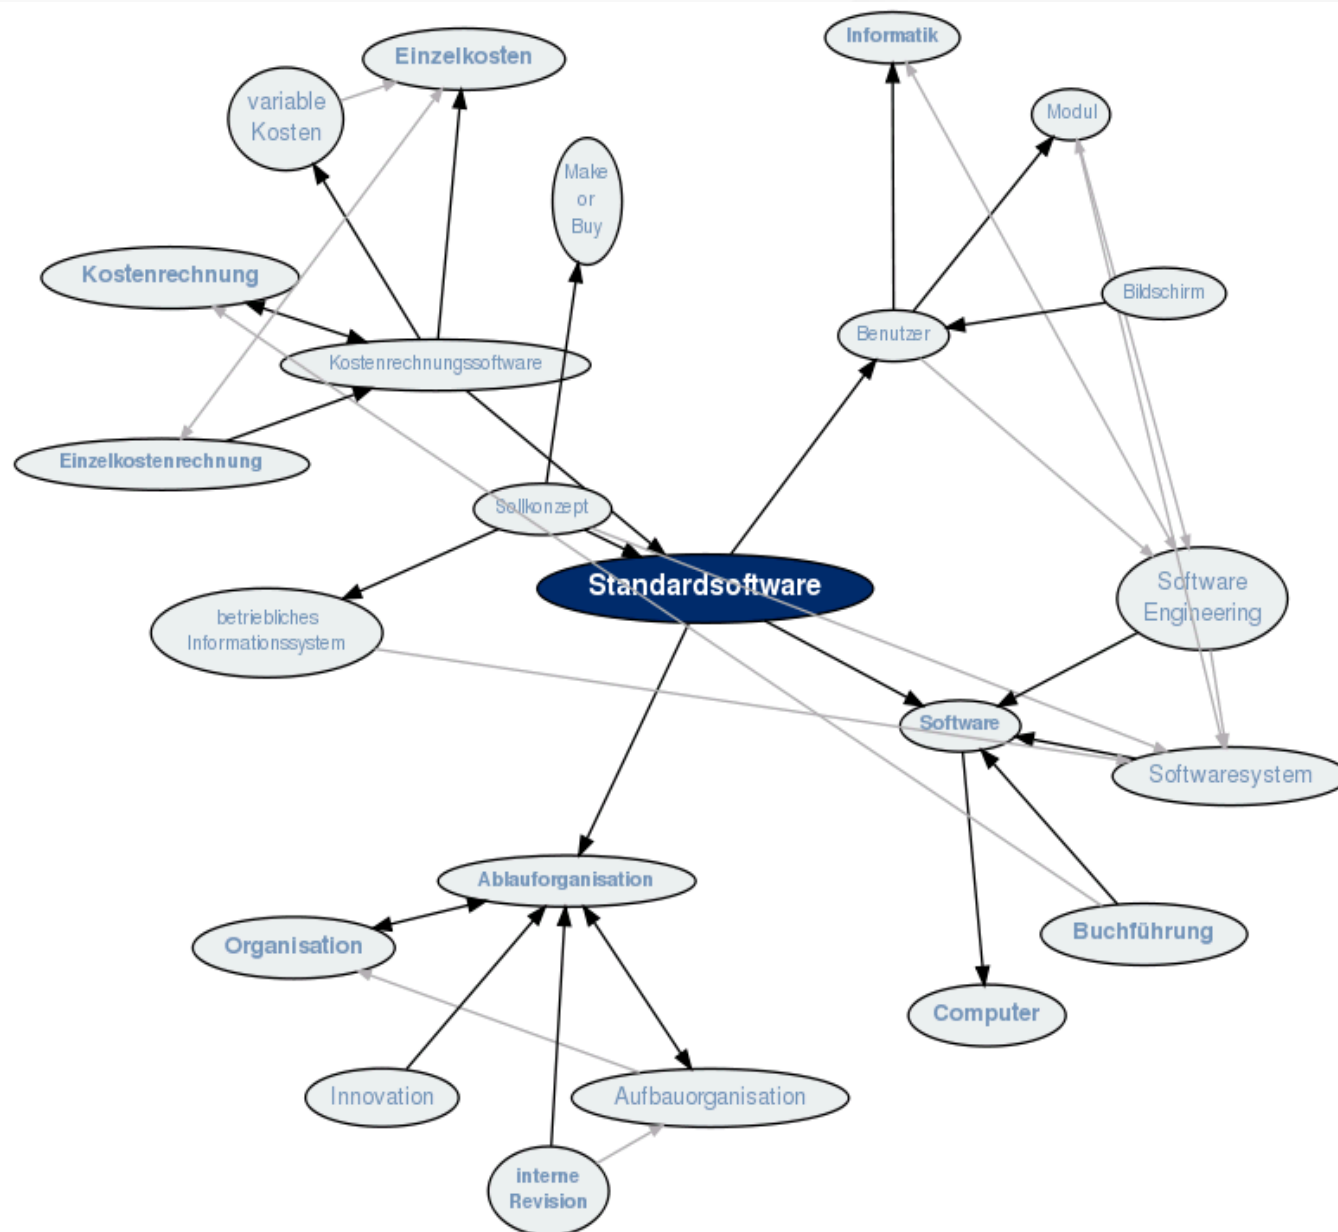 Informatik
Einzelkosten
variable
Kosten
Modul
Make
or
Buy
Kostenrechnung
Bildschirm
Benutzer
Kostenrechnungssoftware
Einzelkostenrechnung
Sollkonzept
Standardsoftware
Software
Engineering
betriebliches
Informationssystem
Software
Softwaresystem
Ablauforganisation
Buchführung
Organisation
Computer
Innovation
Aufbauorganisation
interne
Revision